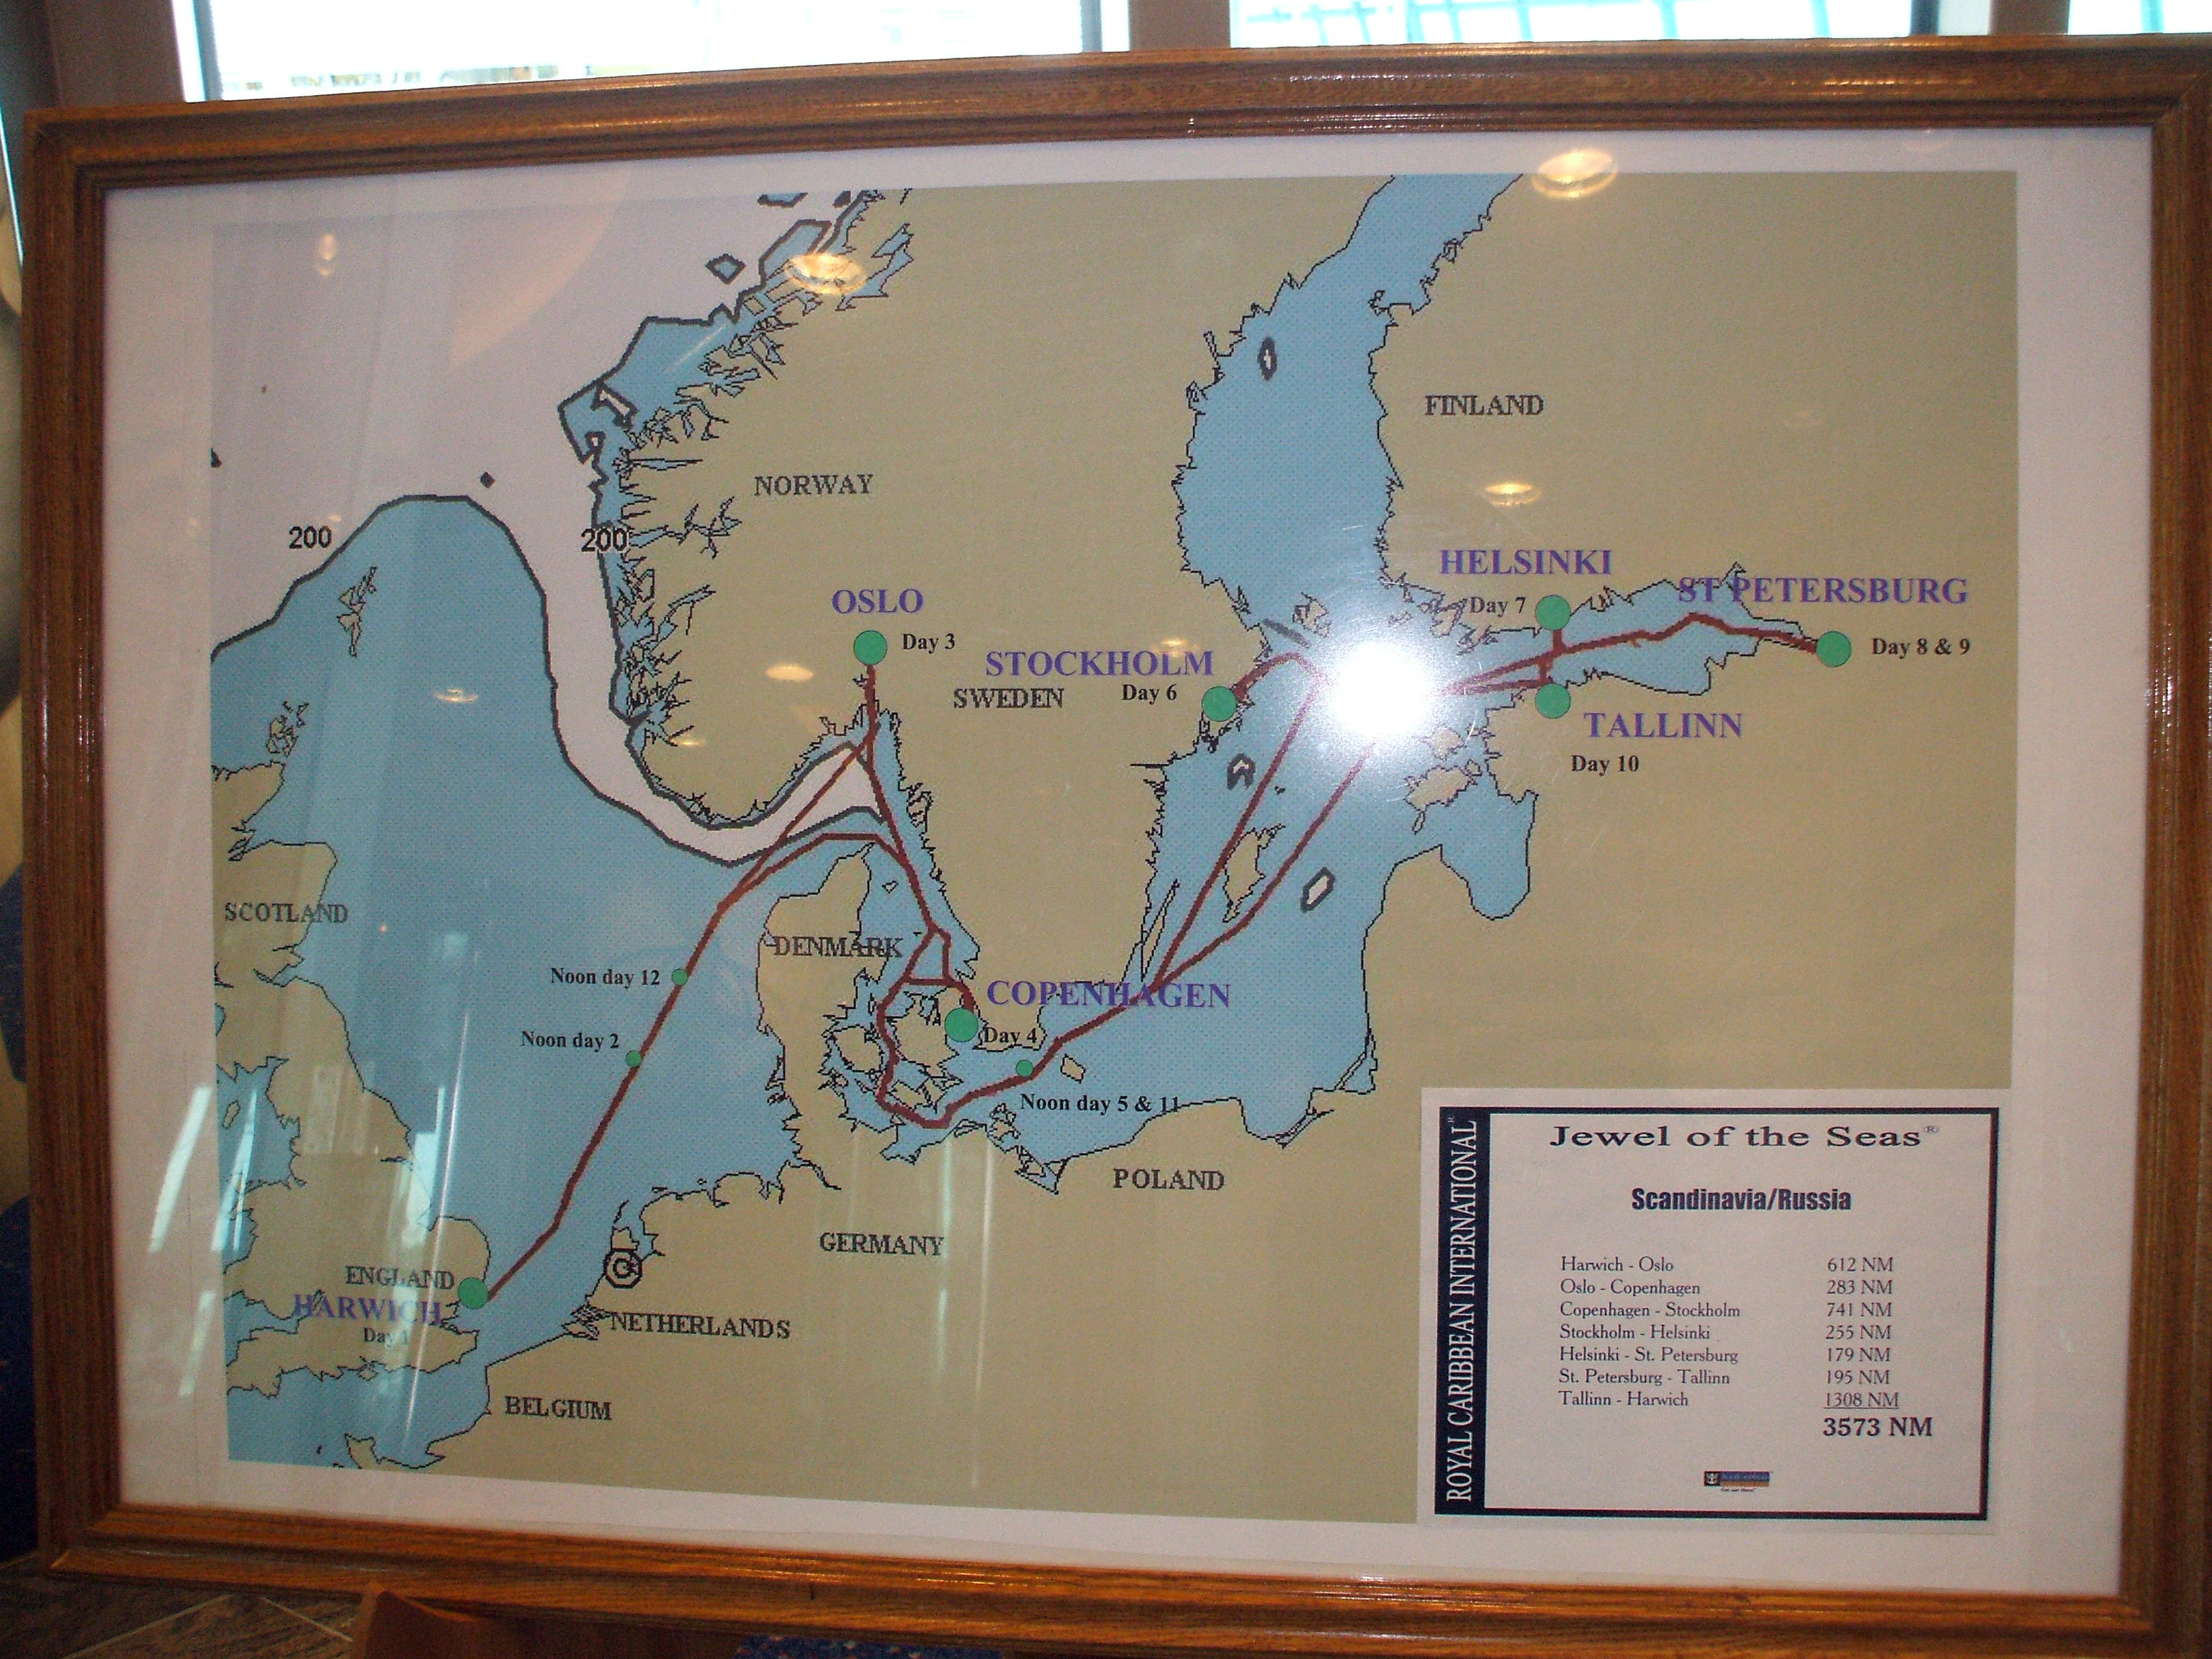 200
200
NORWAY
FINLAND
OSLO
Day 3
HELSINKI
Day 7
ST PETERSBURG
Day 8 & 9
STOCKHOLM
Day 6
SWEDEN
TALLINN
Day 10
SCOTLAND
DENMARK
Noon day 12
Noon day 2
COPENHAGEN
Day 4
Noon day 5 & 11
POLAND
GERMANY
ENGLAND
HARWICH
Day 1
NETHERLANDS
BELGIUM
ROYAL CARIBBEAN INTERNATIONAL®
Jewel of the Seas®
Scandinavia/Russia
Harwich - Oslo 612 NM
Oslo - Copenhagen 283 NM
Copenhagen - Stockholm 741 NM
Stockholm - Helsinki 255 NM
Helsinki - St. Petersburg 179 NM
St. Petersburg - Tallinn 195 NM
Tallinn - Harwich 1308 NM
3573 NM